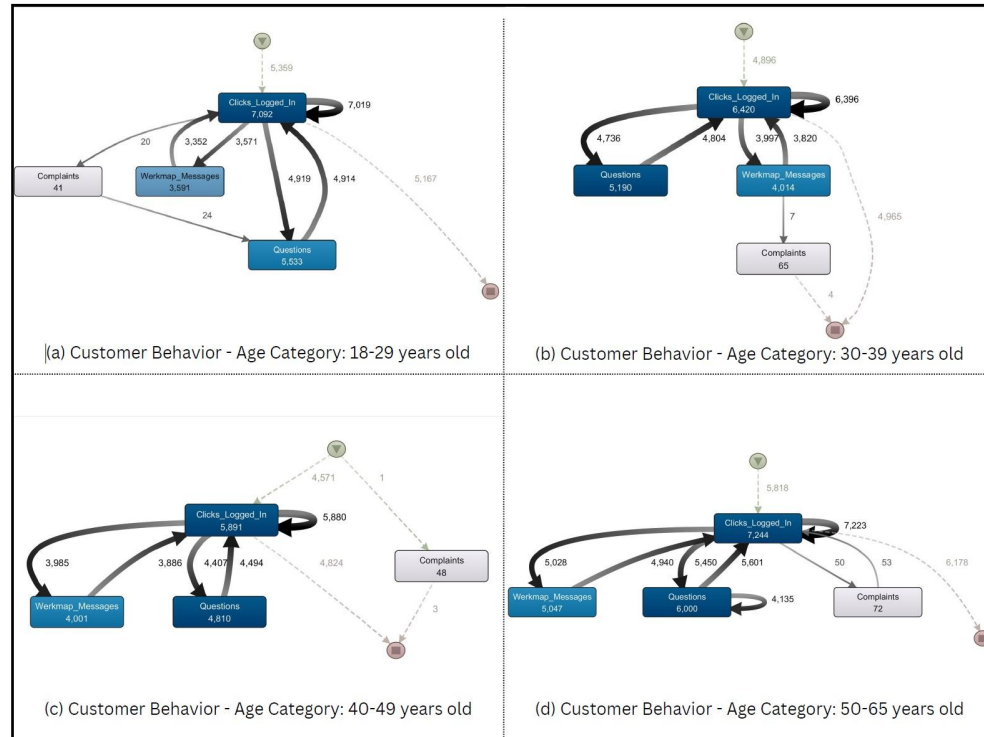 5,359
Clicks_Logged_In
7,092
7,019
20
3,352
3,571
4,919
4,914
5,167
Complaints
41
Werkmap_Messages
3,591
24
Questions
5,533
(a) Customer Behavior - Age Category: 18-29 years old
4,896
Clicks_Logged_In
6,420
6,396
4,736
4,804
3,997
3,820
Questions
5,190
Werkmap_Messages
4,014
4,965
7
Complaints
65
4
(b) Customer Behavior - Age Category: 30-39 years old
4,571
1
Clicks_Logged_In
5,891
5,880
3,985
3,886
4,407
4,494
4,824
Complaints
48
Werkmap_Messages
4,001
Questions
4,810
3
(c) Customer Behavior - Age Category: 40-49 years old
5,818
Clicks_Logged_In
7,244
7,223
5,028
4,940
5,450
5,601
50
53
6,178
Werkmap_Messages
5,047
Questions
6,000
4,135
Complaints
72
(d) Customer Behavior - Age Category: 50-65 years old